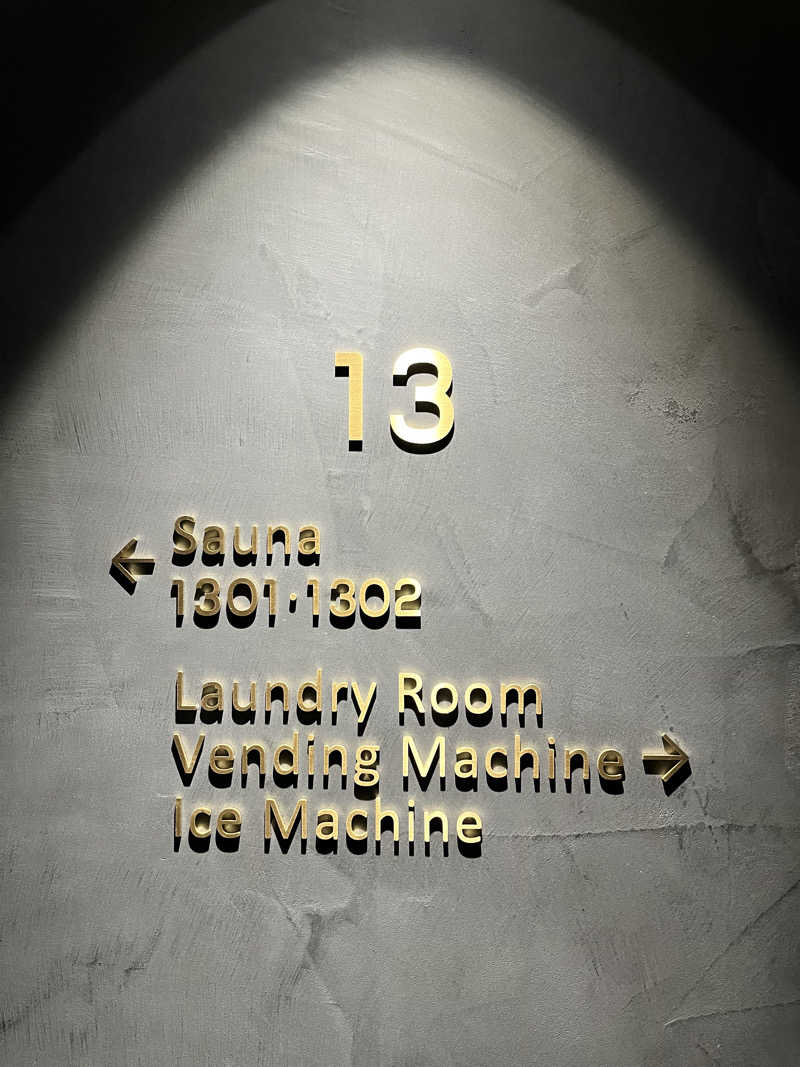 13
← Sauna
1301·1302
Laundry Room
Vending Machine →
Ice Machine